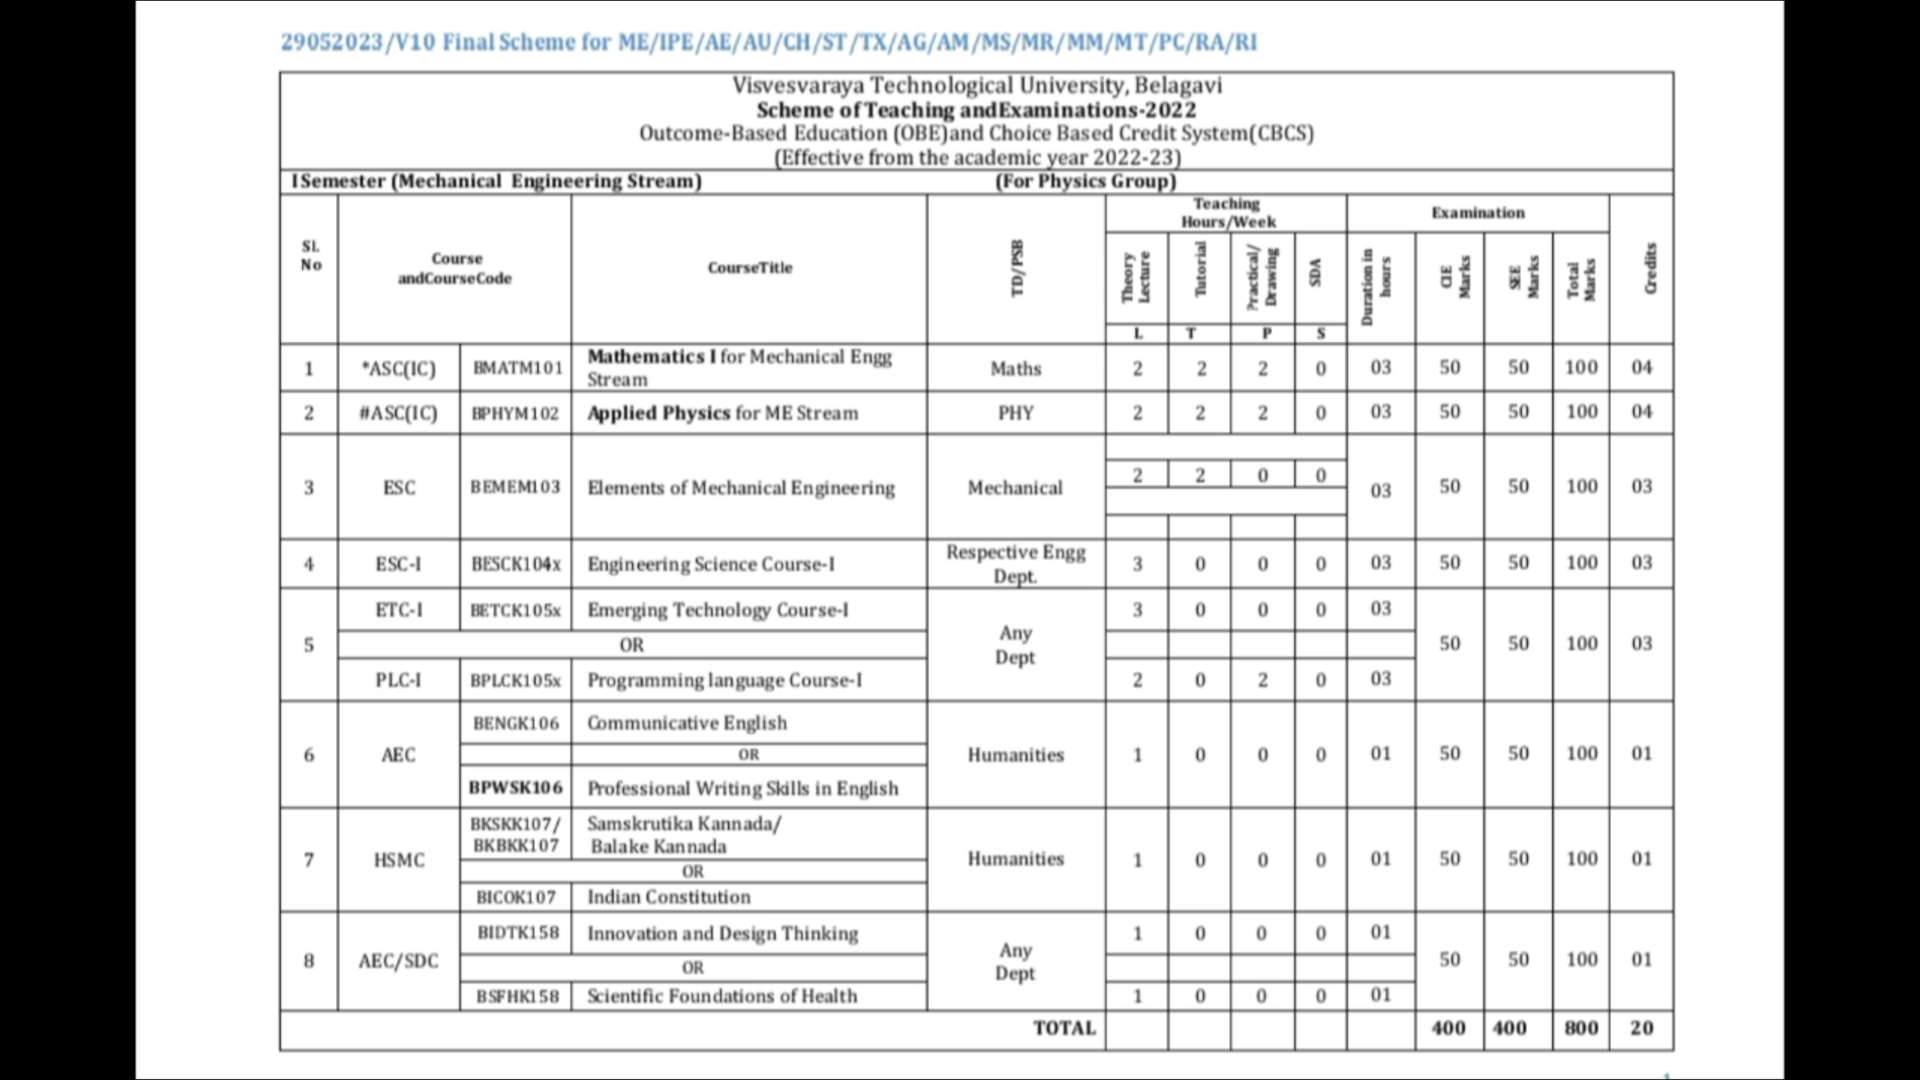 29052023/V10 Final Scheme for ME/IPE/AE/AU/CH/ST/TX/AG/AM/MS/MR/MM/MT/PC/RA/RI
Visvesvaraya Technological University, Belagavi
Scheme of Teaching andExaminations-2022
Outcome-Based Education (OBE)and Choice Based Credit System(CBCS)
(Effective from the academic year 2022-23)
I Semester (Mechanical Engineering Stream) (For Physics Group)
Sl. No
Course andCourseCode
CourseTitle
TD/PSB
Teaching Hours/Week
Examination
Credits
Theory Lecture
Tutorial
Practical/ Drawing
SDA
Duration in hours
CIE Marks
SEE Marks
Total Marks
L T P S
1 *ASC(IC) BMATM101 Mathematics I for Mechanical Engg Stream Maths 2 2 2 0 03 50 50 100 04
2 #ASC(IC) BPHYM102 Applied Physics for ME Stream PHY 2 2 2 0 03 50 50 100 04
3 ESC BEMEM103 Elements of Mechanical Engineering Mechanical 2 2 0 0 03 50 50 100 03
4 ESC-I BESCK104x Engineering Science Course-I Respective Engg Dept. 3 0 0 0 03 50 50 100 03
5 ETC-I BETCK105x Emerging Technology Course-I Any Dept 3 0 0 0 03 50 50 100 03
OR
PLC-I BPLCK105x Programming language Course-I 2 0 2 0 03
6 AEC BENGK106 Communicative English Humanities 1 0 0 0 01 50 50 100 01
OR
BPWSK106 Professional Writing Skills in English
7 HSMC BKSKK107/ BKBKK107 Samskrutika Kannada/ Balake Kannada Humanities 1 0 0 0 01 50 50 100 01
OR
BICOK107 Indian Constitution
8 AEC/SDC BIDTK158 Innovation and Design Thinking Any Dept 1 0 0 0 01 50 50 100 01
OR
BSFHK158 Scientific Foundations of Health 1 0 0 0 01
TOTAL 400 400 800 20